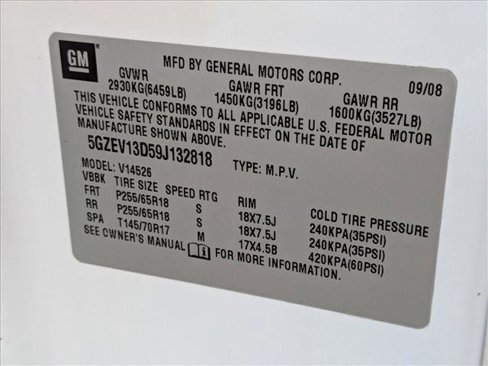 GM
MFD BY GENERAL MOTORS CORP. 09/08
GVWR GAWR FRT GAWR RR
2930KG(6459LB) 1450KG(3196LB) 1600KG(3527LB)
THIS VEHICLE CONFORMS TO ALL APPLICABLE U.S. FEDERAL MOTOR
VEHICLE SAFETY STANDARDS IN EFFECT ON THE DATE OF
MANUFACTURE SHOWN ABOVE.
5GZEV13D59J132818 TYPE: M.P.V.
MODEL: V14526
VBBK TIRE SIZE SPEED RTG RIM COLD TIRE PRESSURE
FRT P255/65R18 S 18X7.5J 240KPA(35PSI)
RR P255/65R18 S 18X7.5J 240KPA(35PSI)
SPA T145/70R17 M 17X4.5B 420KPA(60PSI)
SEE OWNER'S MANUAL FOR MORE INFORMATION.